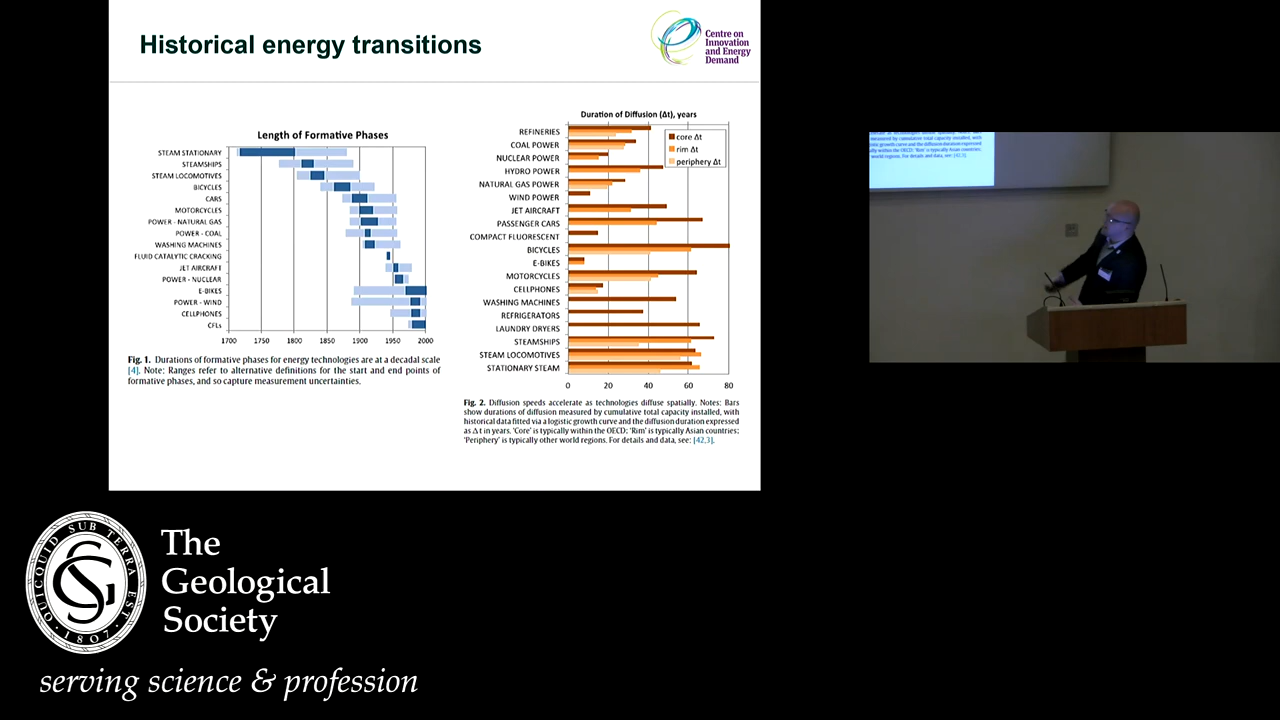 Historical energy transitions
Centre on
Innovation
and Energy
Demand
Length of Formative Phases
STEAM STATIONARY
STEAMSHIPS
STEAM LOCOMOTIVES
BICYCLES
CARS
MOTORCYCLES
POWER - NATURAL GAS
POWER - COAL
WASHING MACHINES
FLUID CATALYTIC CRACKING
JET AIRCRAFT
POWER - NUCLEAR
E-BIKES
POWER - WIND
CELLPHONES
CFLs
1700 1750 1800 1850 1900 1950 2000
Fig. 1. Durations of formative phases for energy technologies are at a decadal scale
[4]. Note: Ranges refer to alternative definitions for the start and end points of
formative phases, and so capture measurement uncertainties.
Duration of Diffusion (Δt), years
core Δt
rim Δt
periphery Δt
REFINERIES
COAL POWER
NUCLEAR POWER
HYDRO POWER
NATURAL GAS POWER
WIND POWER
JET AIRCRAFT
PASSENGER CARS
COMPACT FLUORESCENT
BICYCLES
E-BIKES
MOTORCYCLES
CELLPHONES
WASHING MACHINES
REFRIGERATORS
LAUNDRY DRYERS
STEAMSHIPS
STEAM LOCOMOTIVES
STATIONARY STEAM
0 20 40 60 80
Fig. 2. Diffusion speeds accelerate as technologies diffuse spatially. Notes: Bars
show durations of diffusion measured by cumulative total capacity installed, with
historical data fitted via a logistic growth curve and the diffusion duration expressed
as Δt in years. 'Core' is typically within the OECD; 'Rim' is typically Asian countries;
'Periphery' is typically other world regions. For details and data, see: [42,3].
QUICQUID SUB TERRA EST
1807
The
Geological
Society
serving science & profession